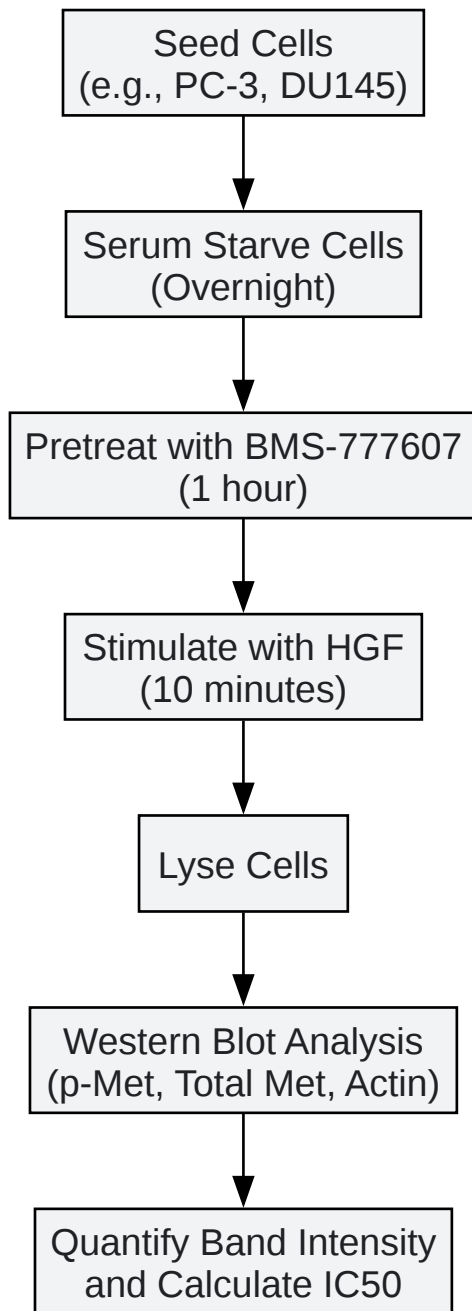 Seed Cells
(e.g., PC-3, DU145)
Serum Starve Cells
(Overnight)
Pretreat with BMS-777607
(1 hour)
Stimulate with HGF
(10 minutes)
Lyse Cells
Western Blot Analysis
(p-Met, Total Met, Actin)
Quantify Band Intensity
and Calculate IC50